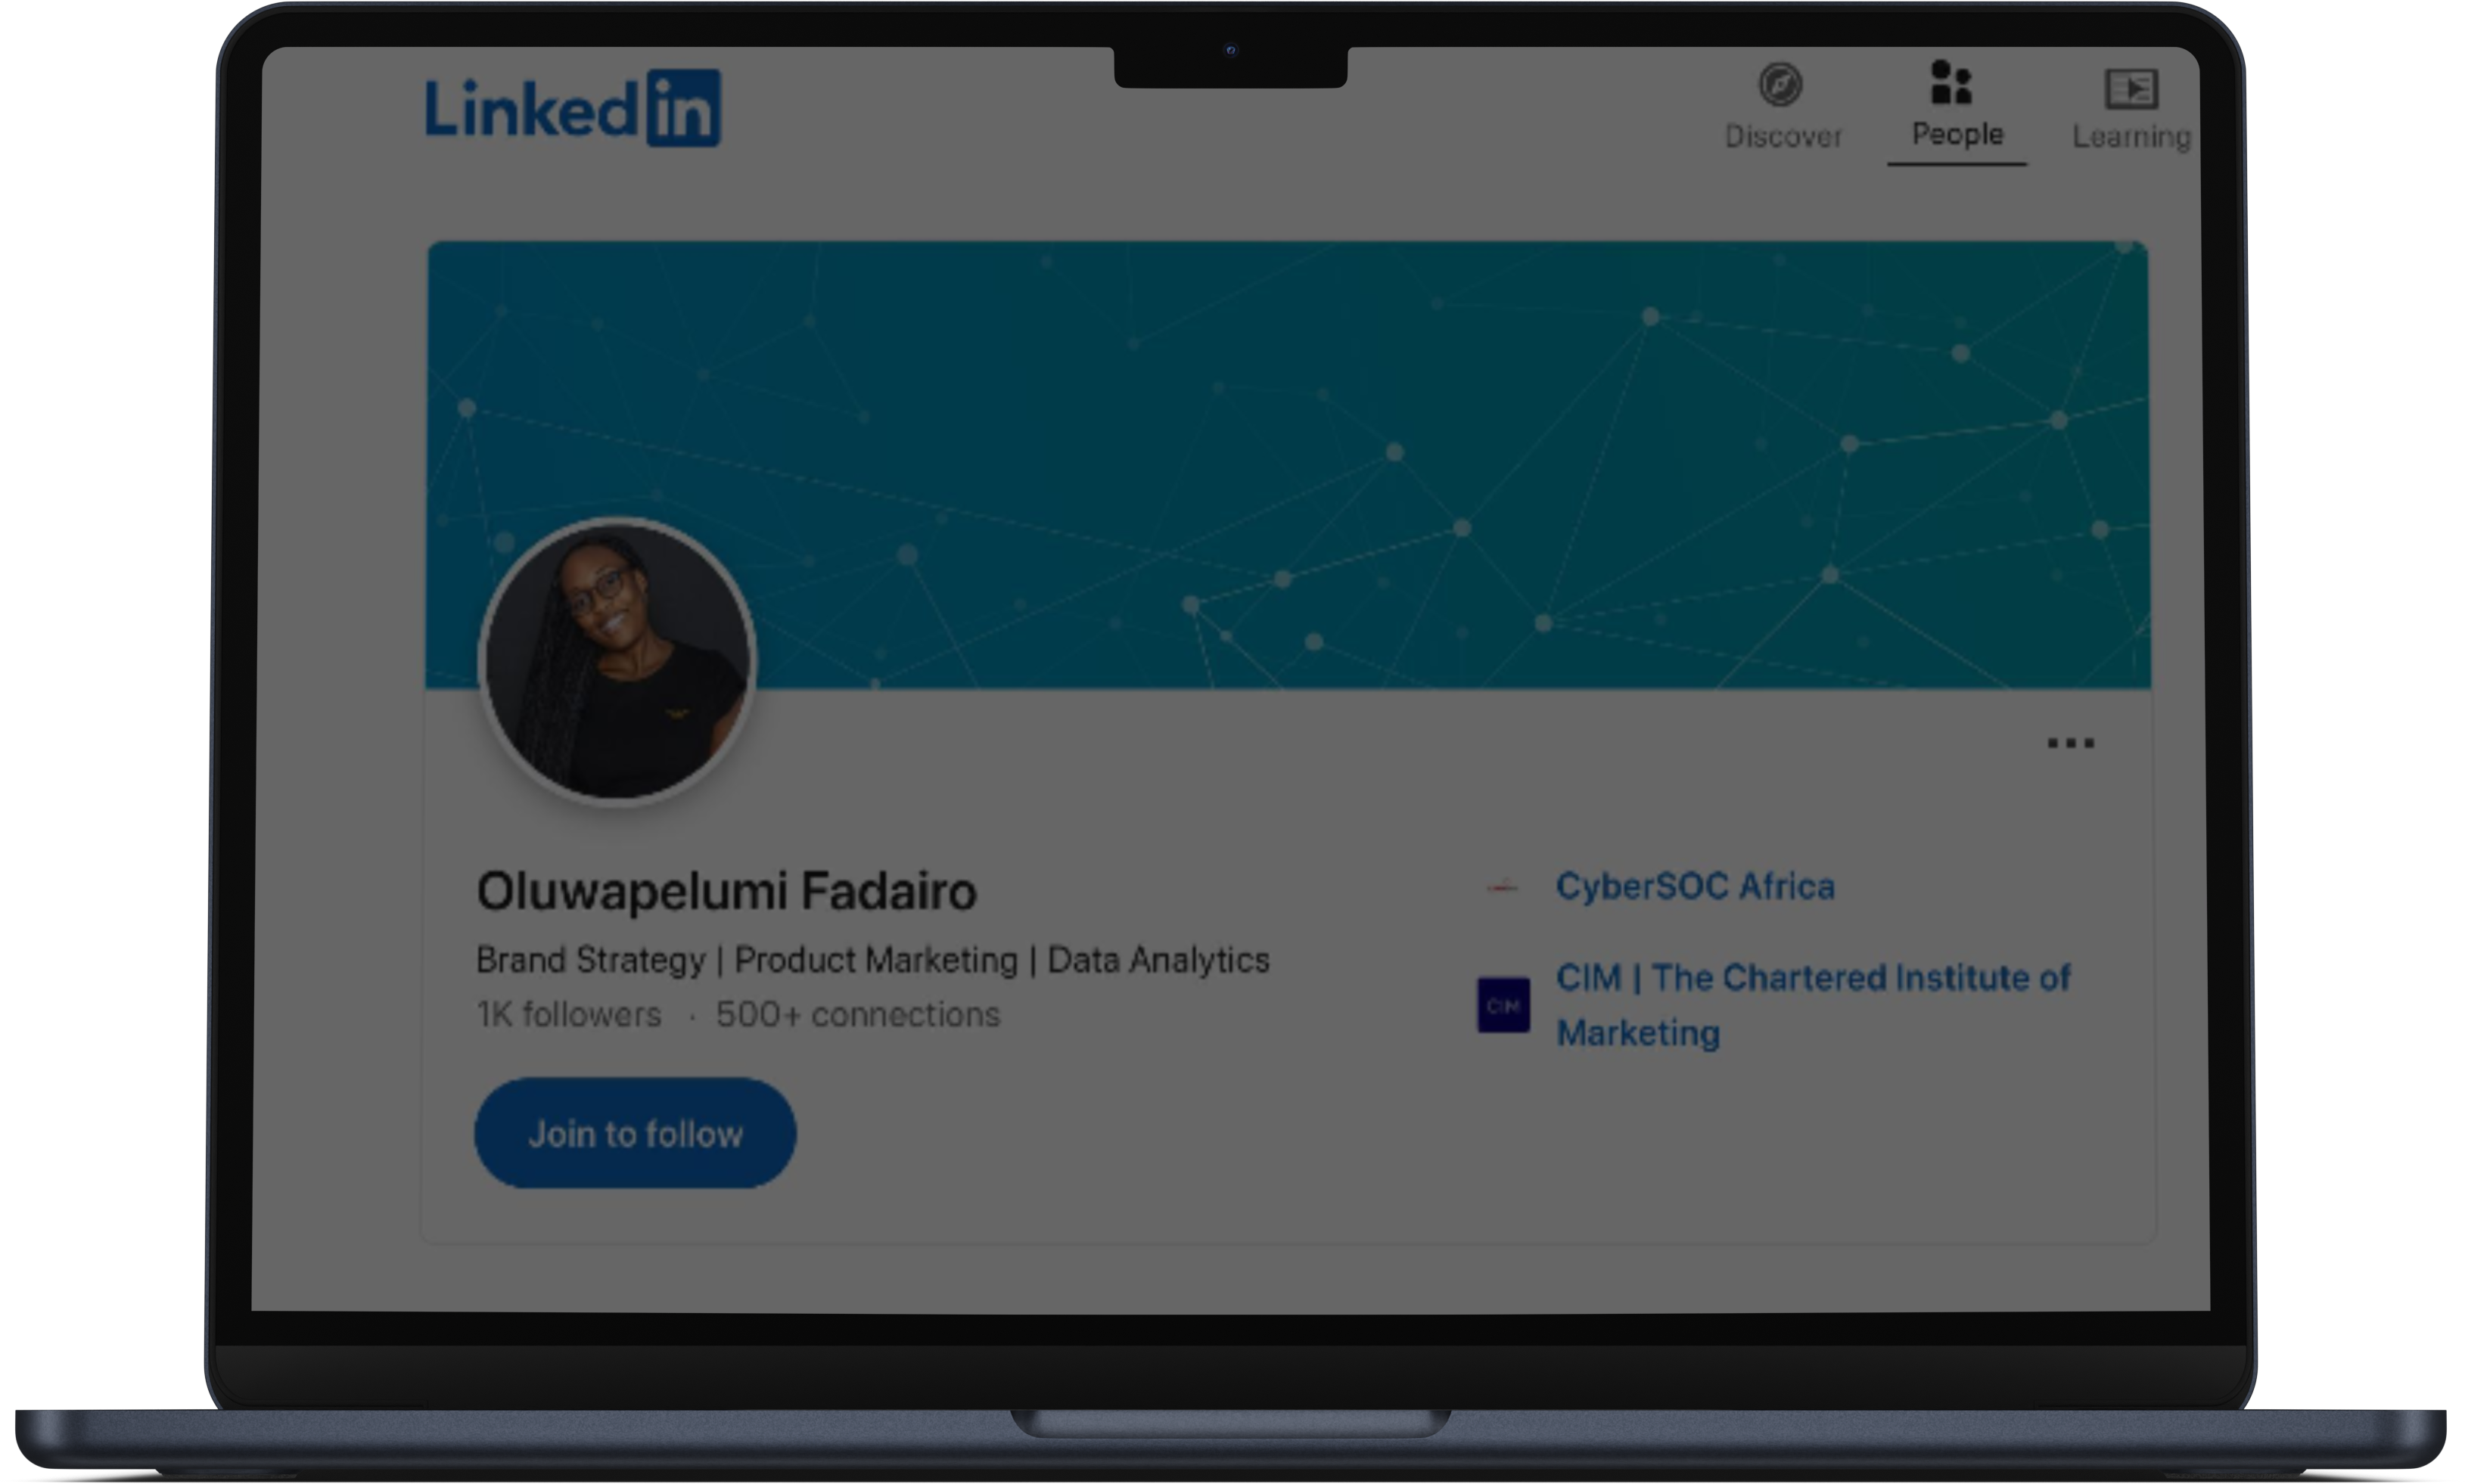 Linkedin
Discover
People
Learning
Oluwapelumi Fadairo
Brand Strategy | Product Marketing | Data Analytics
1K followers · 500+ connections
Join to follow
CyberSOC Africa
CIM
CIM | The Chartered Institute of
Marketing